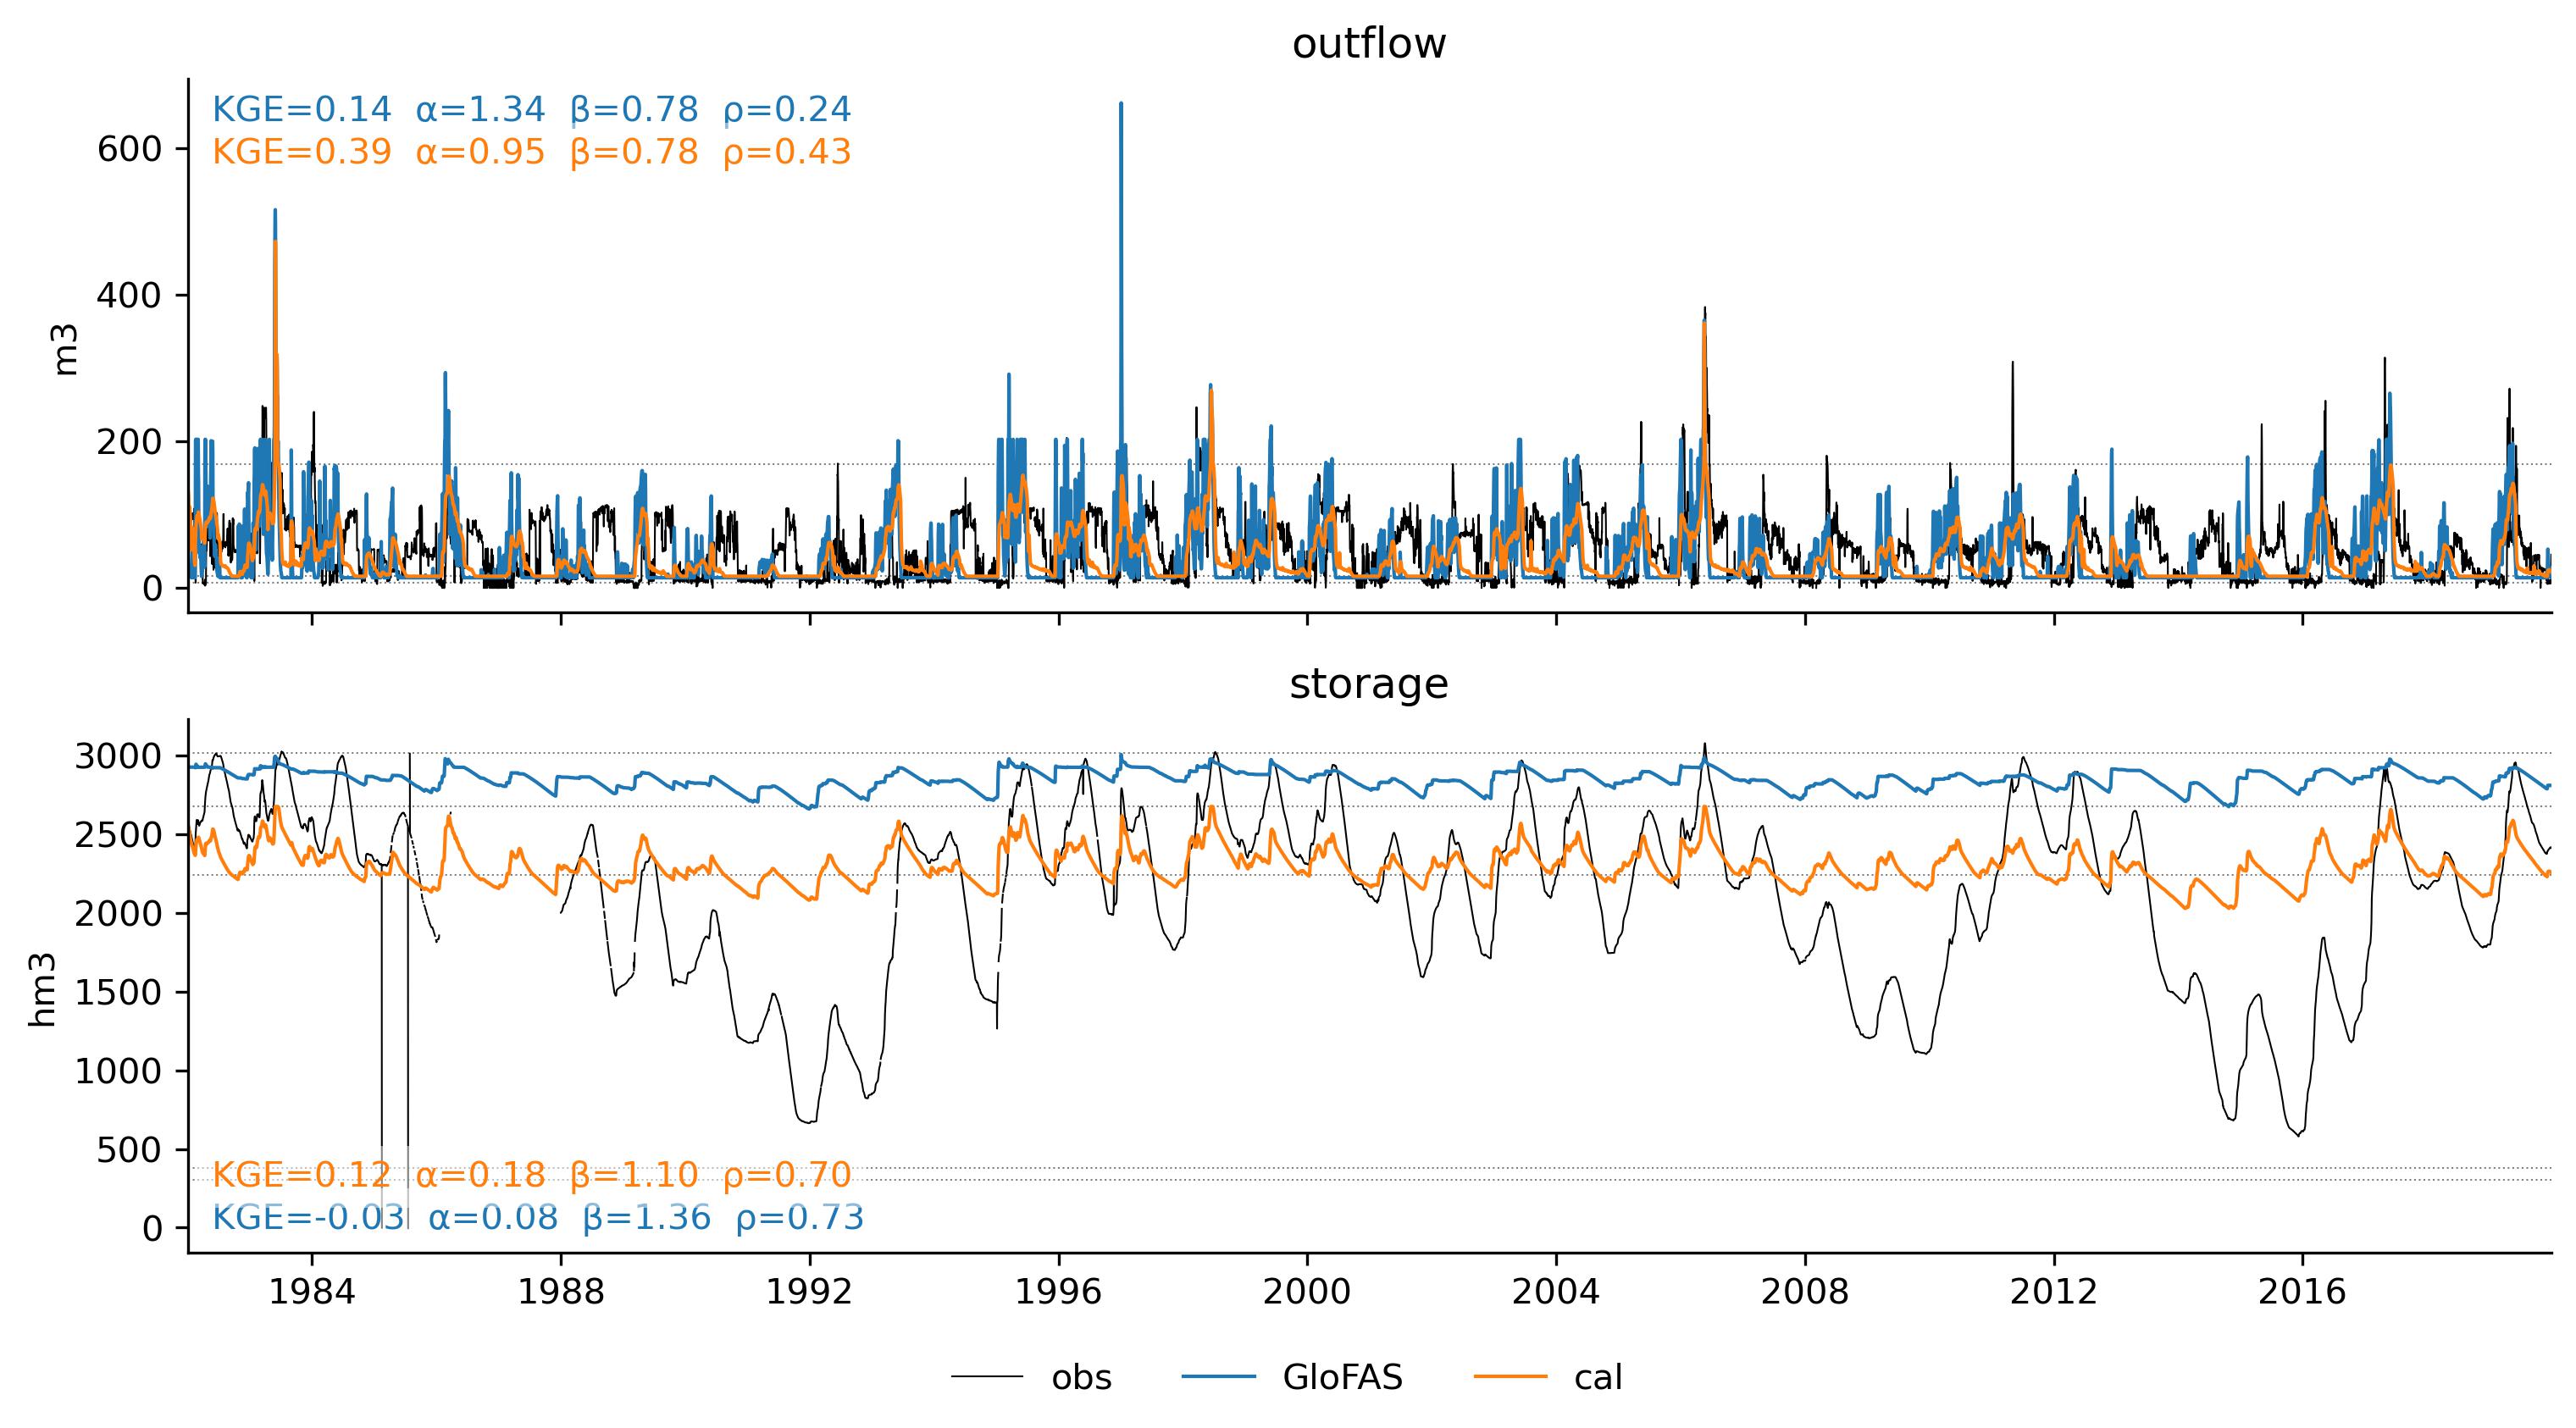 outflow
KGE=0.14 α=1.34 β=0.78 ρ=0.24
KGE=0.39 α=0.95 β=0.78 ρ=0.43
600
400
200
0
m3
storage
3000
2500
2000
1500
1000
500
0
hm3
KGE=0.12 α=0.18 β=1.10 ρ=0.70
KGE=-0.03 α=0.08 β=1.36 ρ=0.73
1984 1988 1992 1996 2000 2004 2008 2012 2016
obs GloFAS cal